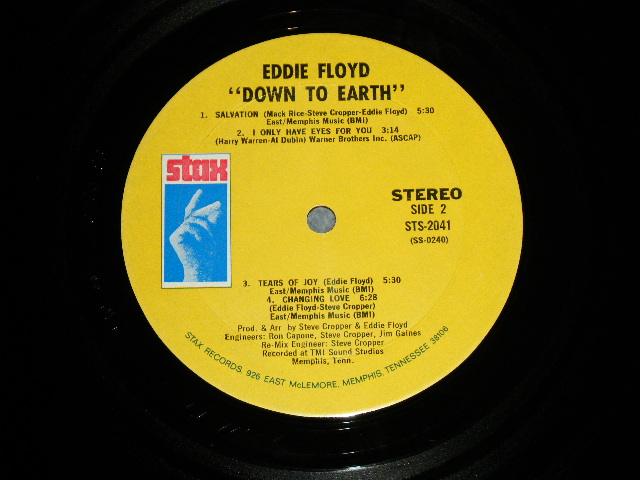 EDDIE FLOYD
"DOWN TO EARTH"
1. SALVATION (Mack Rice-Steve Cropper-Eddie Floyd) 5:30
East/Memphis Music (BMI)
2. I ONLY HAVE EYES FOR YOU 3:14
(Harry Warren-Al Dubin) Warner Brothers Inc. (ASCAP)
stax
STEREO
SIDE 2
STS-2041
(SS-0240)
3. TEARS OF JOY (Eddie Floyd) 5:30
East/Memphis Music (BMI)
4. CHANGING LOVE 6:28
(Eddie Floyd-Steve Cropper)
East/Memphis Music (BMI)
Prod. & Arr by Steve Cropper & Eddie Floyd
Engineers: Ron Capone, Steve Cropper, Jim Gaines
Re-Mix Engineer: Steve Cropper
Recorded at TMI Sound Studios
Memphis, Tenn.
STAX RECORDS, 926 EAST McLEMORE, MEMPHIS, TENNESSEE 38106